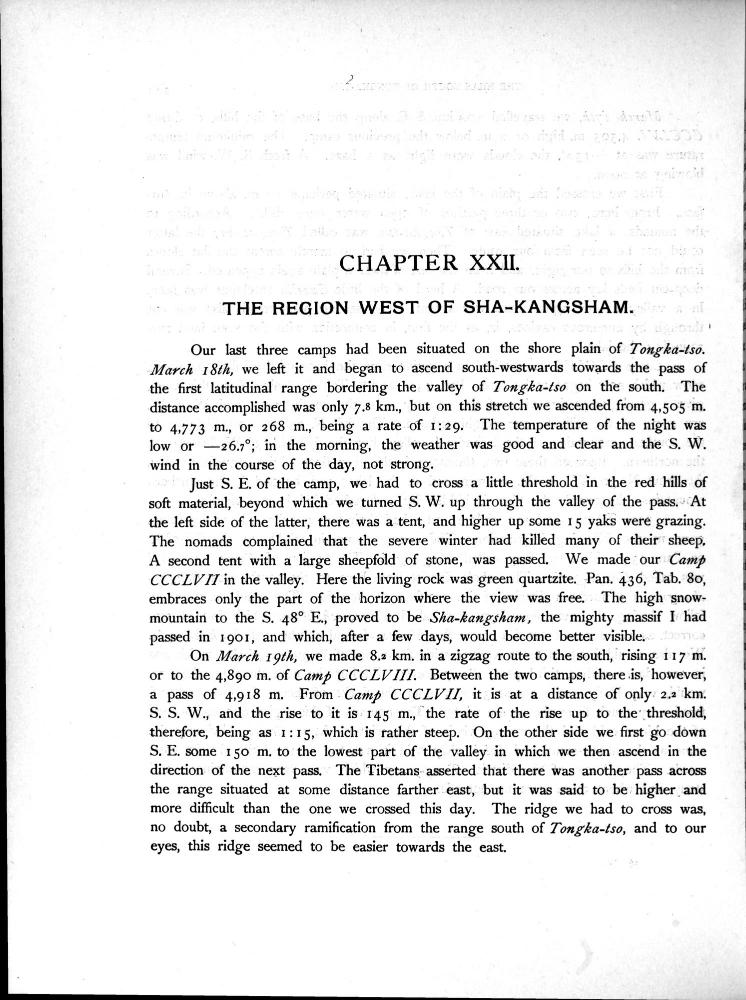 CHAPTER XXII.
THE REGION WEST OF SHA-KANGSHAM.
Our last three camps had been situated on the shore plain of Tongka-tso.
March 18th, we left it and began to ascend south-westwards towards the pass of
the first latitudinal range bordering the valley of Tongka-tso on the south. The
distance accomplished was only 7.8 km., but on this stretch we ascended from 4,505 m.
to 4,773 m., or 268 m., being a rate of 1:29. The temperature of the night was
low or —26.7°; in the morning, the weather was good and clear and the S. W.
wind in the course of the day, not strong.
Just S. E. of the camp, we had to cross a little threshold in the red hills of
soft material, beyond which we turned S. W. up through the valley of the pass. At
the left side of the latter, there was a tent, and higher up some 15 yaks were grazing.
The nomads complained that the severe winter had killed many of their sheep.
A second tent with a large sheepfold of stone, was passed. We made our Camp
CCCLVII in the valley. Here the living rock was green quartzite. Pan. 436, Tab. 80,
embraces only the part of the horizon where the view was free. The high snow-
mountain to the S. 48° E., proved to be Sha-kangsham, the mighty massif I had
passed in 1901, and which, after a few days, would become better visible.
On March 19th, we made 8.2 km. in a zigzag route to the south, rising 117 m.
or to the 4,890 m. of Camp CCCLVIII. Between the two camps, there is, however,
a pass of 4,918 m. From Camp CCCLVII, it is at a distance of only 2.2 km.
S. S. W., and the rise to it is 145 m., the rate of the rise up to the threshold,
therefore, being as 1:15, which is rather steep. On the other side we first go down
S. E. some 150 m. to the lowest part of the valley in which we then ascend in the
direction of the next pass. The Tibetans asserted that there was another pass across
the range situated at some distance farther east, but it was said to be higher and
more difficult than the one we crossed this day. The ridge we had to cross was,
no doubt, a secondary ramification from the range south of Tongka-tso, and to our
eyes, this ridge seemed to be easier towards the east.